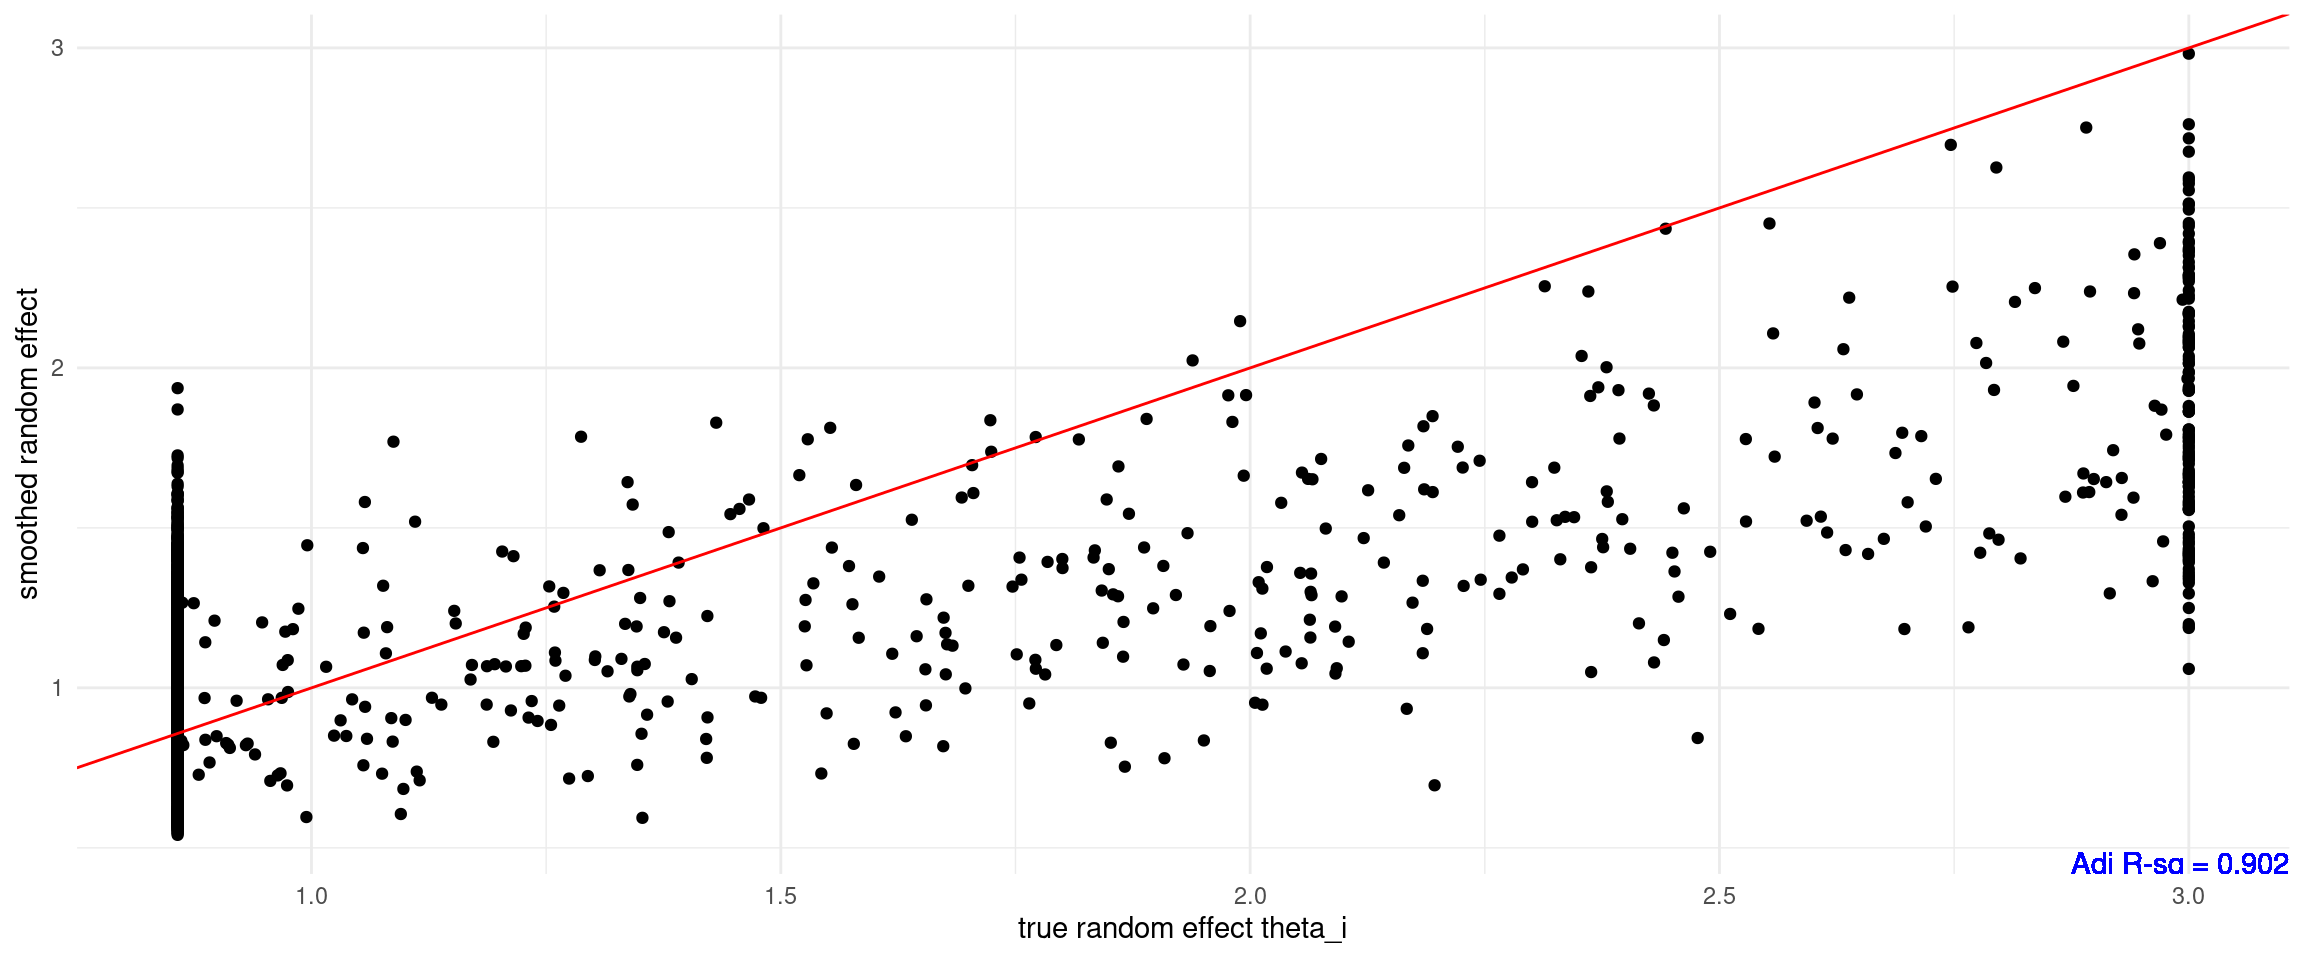 3
2
1
smoothed random effect
Adj R-sq = 0.902
1.0 1.5 2.0 2.5 3.0
true random effect theta_i